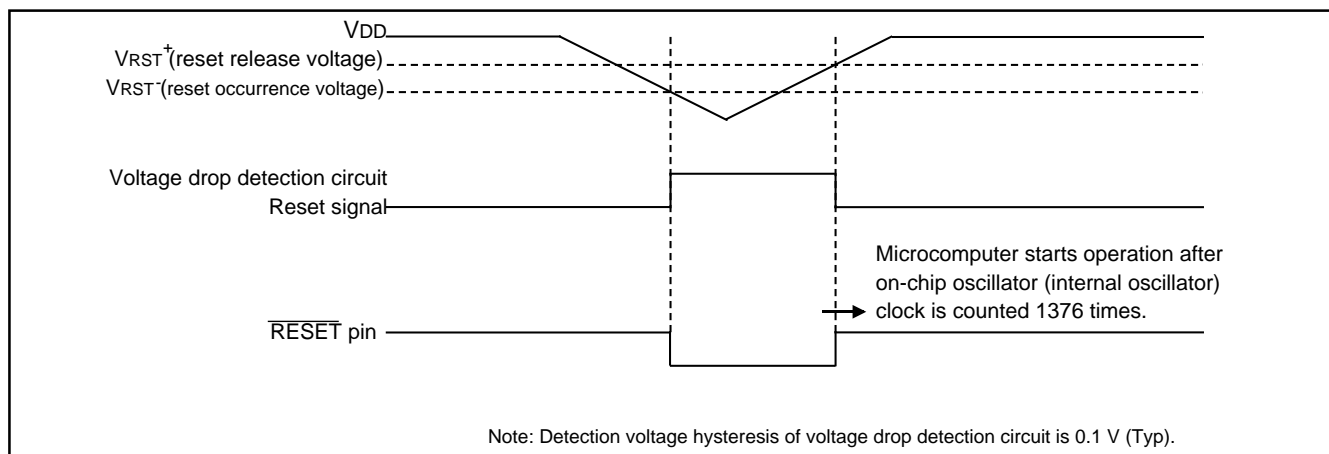 VDD
VRST+(reset release voltage)
VRST-(reset occurrence voltage)
Voltage drop detection circuit
Reset signal
Microcomputer starts operation after
on-chip oscillator (internal oscillator)
clock is counted 1376 times.
RESET pin
Note: Detection voltage hysteresis of voltage drop detection circuit is 0.1 V (Typ).